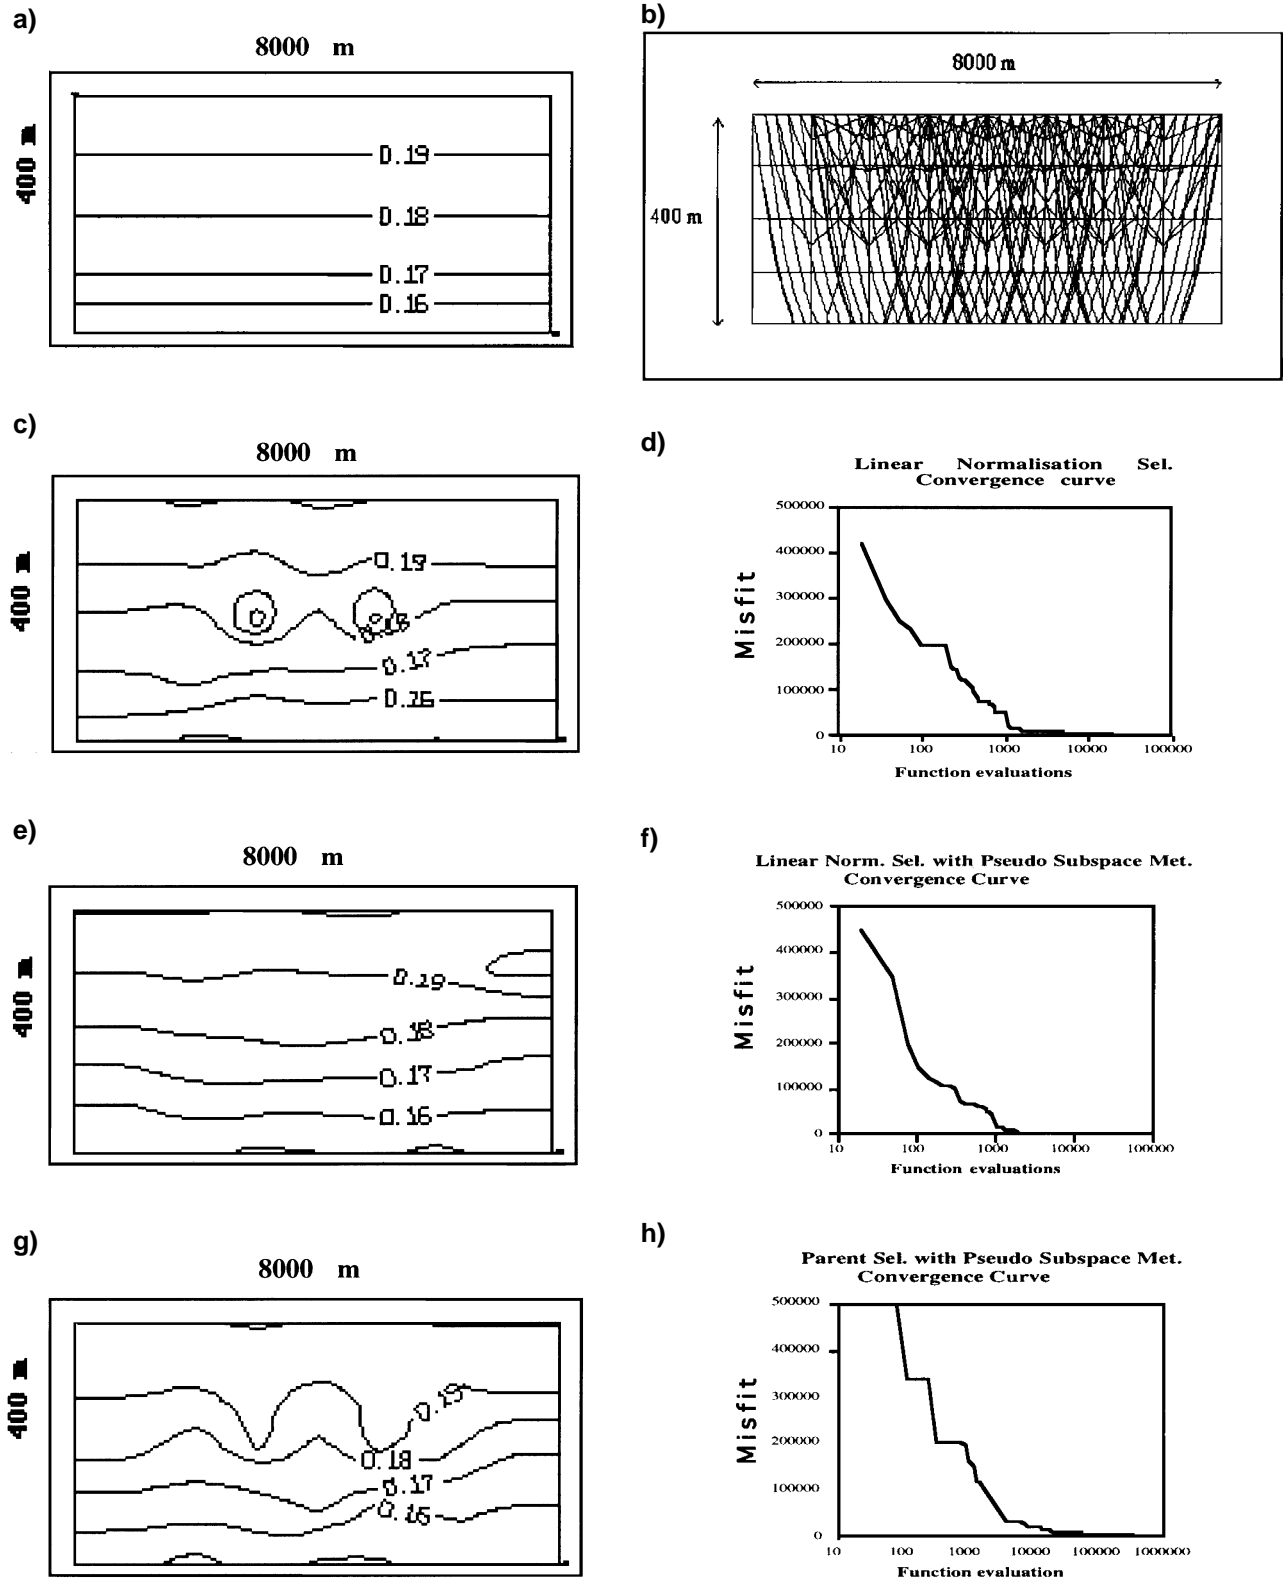 a)
8000 m
400 m
0.19
0.18
0.17
0.16
b)
8000 m
400 m
c)
8000 m
400 m
0.19
0.17
0.16
d)
Linear Normalisation Sel.
Convergence curve
500000
400000
300000
200000
100000
0
Misfit
10 100 1000 10000 100000
Function evaluations
e)
8000 m
400 m
0.19
0.18
0.17
0.16
f)
Linear Norm. Sel. with Pseudo Subspace Met.
Convergence Curve
500000
400000
300000
200000
100000
0
Misfit
10 100 1000 10000 100000
Function evaluations
g)
8000 m
400 m
0.19
0.18
0.17
0.16
h)
Parent Sel. with Pseudo Subspace Met.
Convergence Curve
500000
400000
300000
200000
100000
0
Misfit
10 100 1000 10000 100000 1000000
Function evaluation